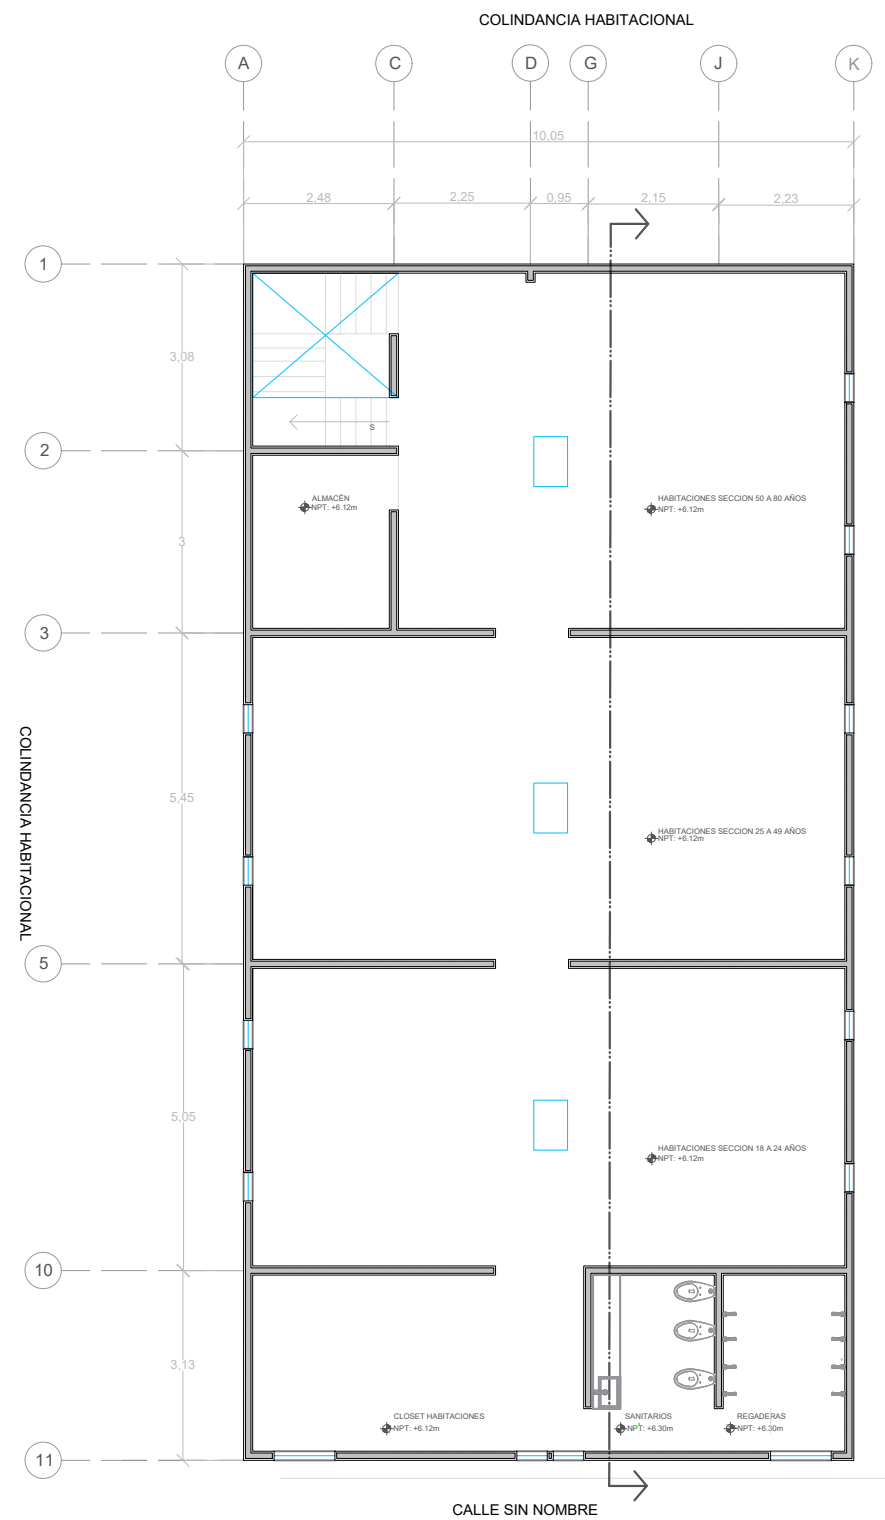 COLINDANCIA HABITACIONAL
A C D G J K
10,05
2,48 2,25 0,95 2,15 2,23
1
3,08
S
2
ALMACÉN
NPT: +6.12m
HABITACIONES SECCION 50 A 80 AÑOS
NPT: +6.12m
3
3
COLINDANCIA HABITACIONAL
5,45
HABITACIONES SECCION 25 A 49 AÑOS
NPT: +6.12m
5
5,05
HABITACIONES SECCION 18 A 24 AÑOS
NPT: +6.12m
10
3,13
CLOSET HABITACIONES
NPT: +6.12m
SANITARIOS
NPT: +6.30m
REGADERAS
NPT: +6.30m
11
CALLE SIN NOMBRE